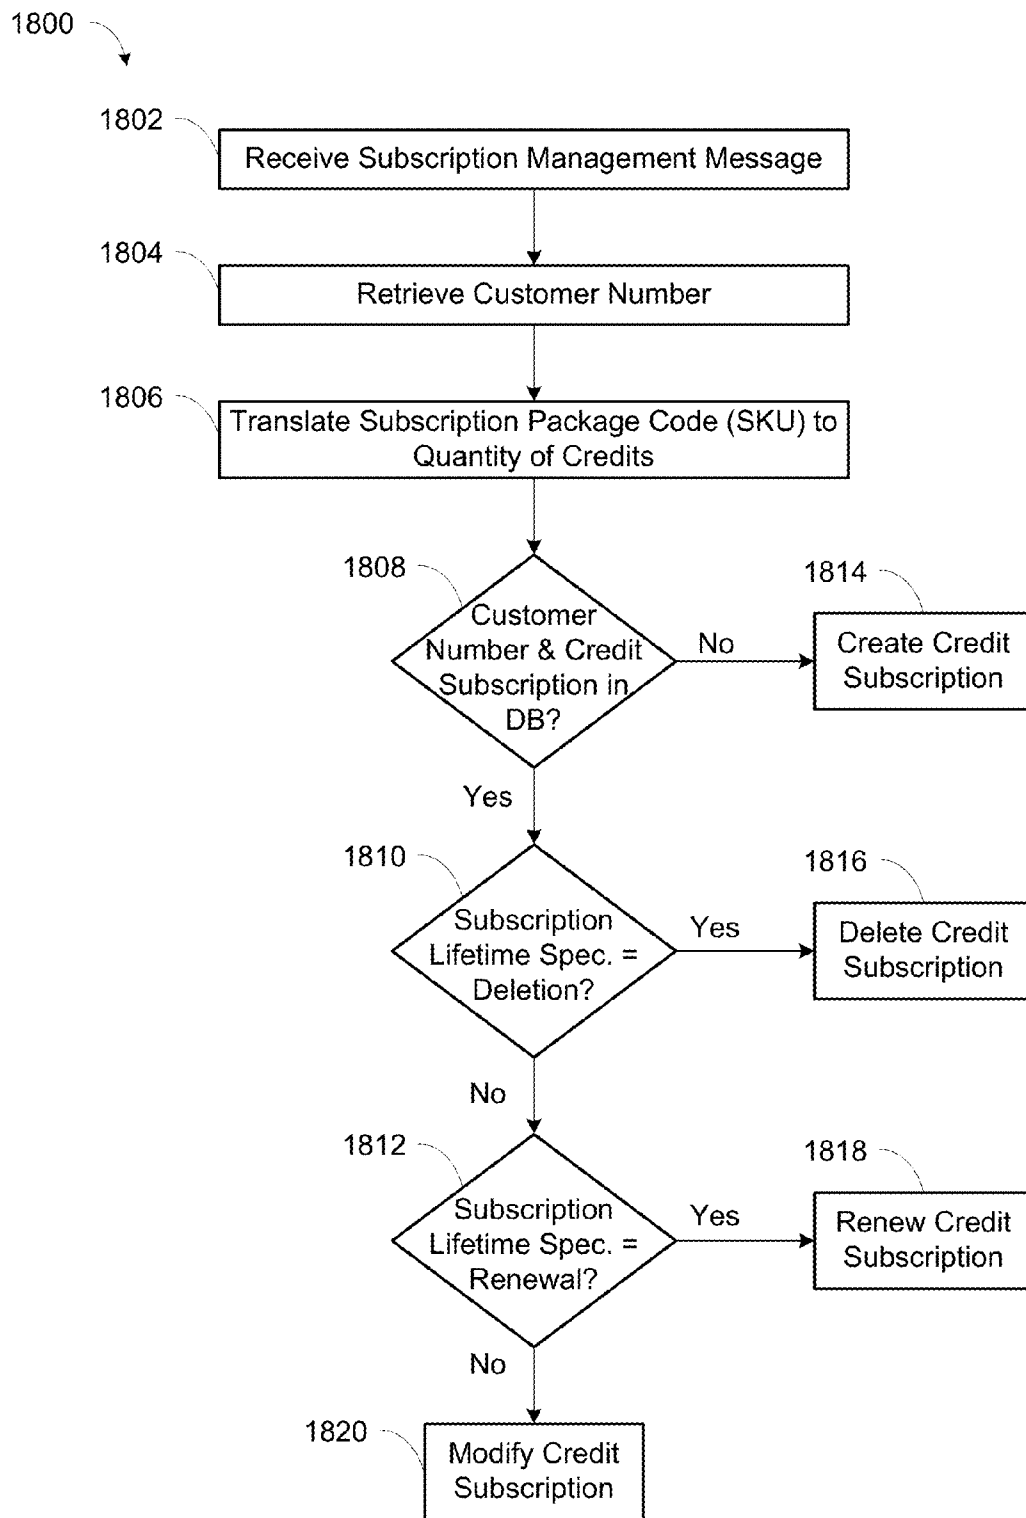 1800
1802
Receive Subscription Management Message
1804
Retrieve Customer Number
1806
Translate Subscription Package Code (SKU) to
Quantity of Credits
1808
Customer
Number & Credit
Subscription in
DB?
No
1814
Create Credit
Subscription
Yes
1810
Subscription
Lifetime Spec. =
Deletion?
Yes
1816
Delete Credit
Subscription
No
1812
Subscription
Lifetime Spec. =
Renewal?
Yes
1818
Renew Credit
Subscription
No
1820
Modify Credit
Subscription